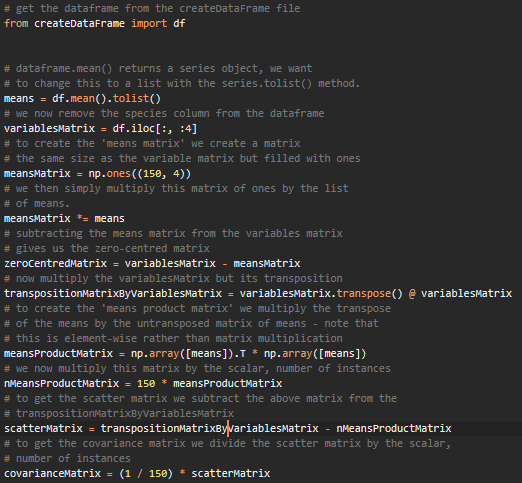 # get the dataframe from the createDataFrame file
from createDataFrame import df
# dataframe.mean() returns a series object, we want
# to change this to a list with the series.tolist() method.
means = df.mean().tolist()
# we now remove the species column from the dataframe
variablesMatrix = df.iloc[:, :4]
# to create the 'means matrix' we create a matrix
# the same size as the variable matrix but filled with ones
meansMatrix = np.ones((150, 4))
# we then simply multiply this matrix of ones by the list
# of means.
meansMatrix *= means
# subtracting the means matrix from the variables matrix
# gives us the zero-centred matrix
zeroCentredMatrix = variablesMatrix - meansMatrix
# now multiply the variablesMatrix but its transposition
transpositionMatrixByVariablesMatrix = variablesMatrix.transpose() @ variablesMatrix
# to create the 'means product matrix' we multiply the transpose
# of the means by the untransposed matrix of means - note that
# this is element-wise rather than matrix multiplication
meansProductMatrix = np.array([means]).T * np.array([means])
# we now multiply this matrix by the scalar, number of instances
nMeansProductMatrix = 150 * meansProductMatrix
# to get the scatter matrix we subtract the above matrix from the
# transpositionMatrixByVariablesMatrix
scatterMatrix = transpositionMatrixByVariablesMatrix - nMeansProductMatrix
# to get the covariance matrix we divide the scatter matrix by the scalar,
# number of instances
covarianceMatrix = (1 / 150) * scatterMatrix